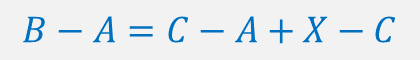 B − A = C − A + X − C